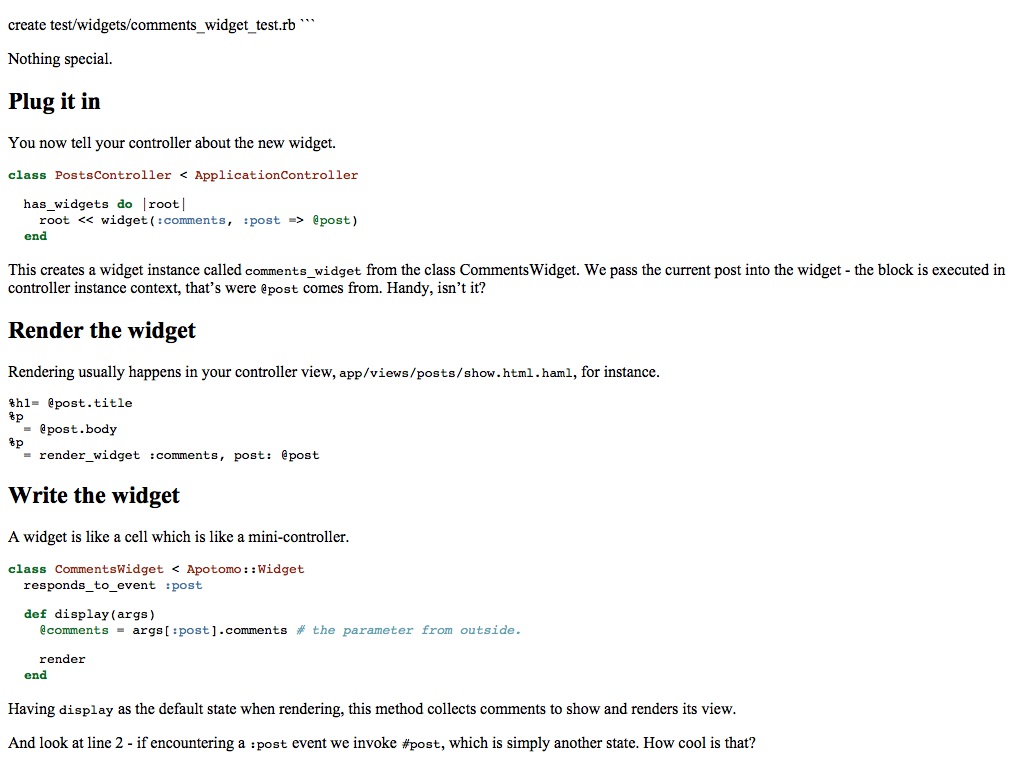 create test/widgets/comments_widget_test.rb ```
Nothing special.
Plug it in
You now tell your controller about the new widget.
class PostsController < ApplicationController
has_widgets do |root|
root << widget(:comments, :post => @post)
end
This creates a widget instance called comments_widget from the class CommentsWidget. We pass the current post into the widget - the block is executed in
controller instance context, that’s were @post comes from. Handy, isn’t it?
Render the widget
Rendering usually happens in your controller view, app/views/posts/show.html.haml, for instance.
%h1= @post.title
%p
= @post.body
%p
= render_widget :comments, post: @post
Write the widget
A widget is like a cell which is like a mini-controller.
class CommentsWidget < Apotomo::Widget
responds_to_event :post
def display(args)
@comments = args[:post].comments # the parameter from outside.
render
end
Having display as the default state when rendering, this method collects comments to show and renders its view.
And look at line 2 - if encountering a :post event we invoke #post, which is simply another state. How cool is that?